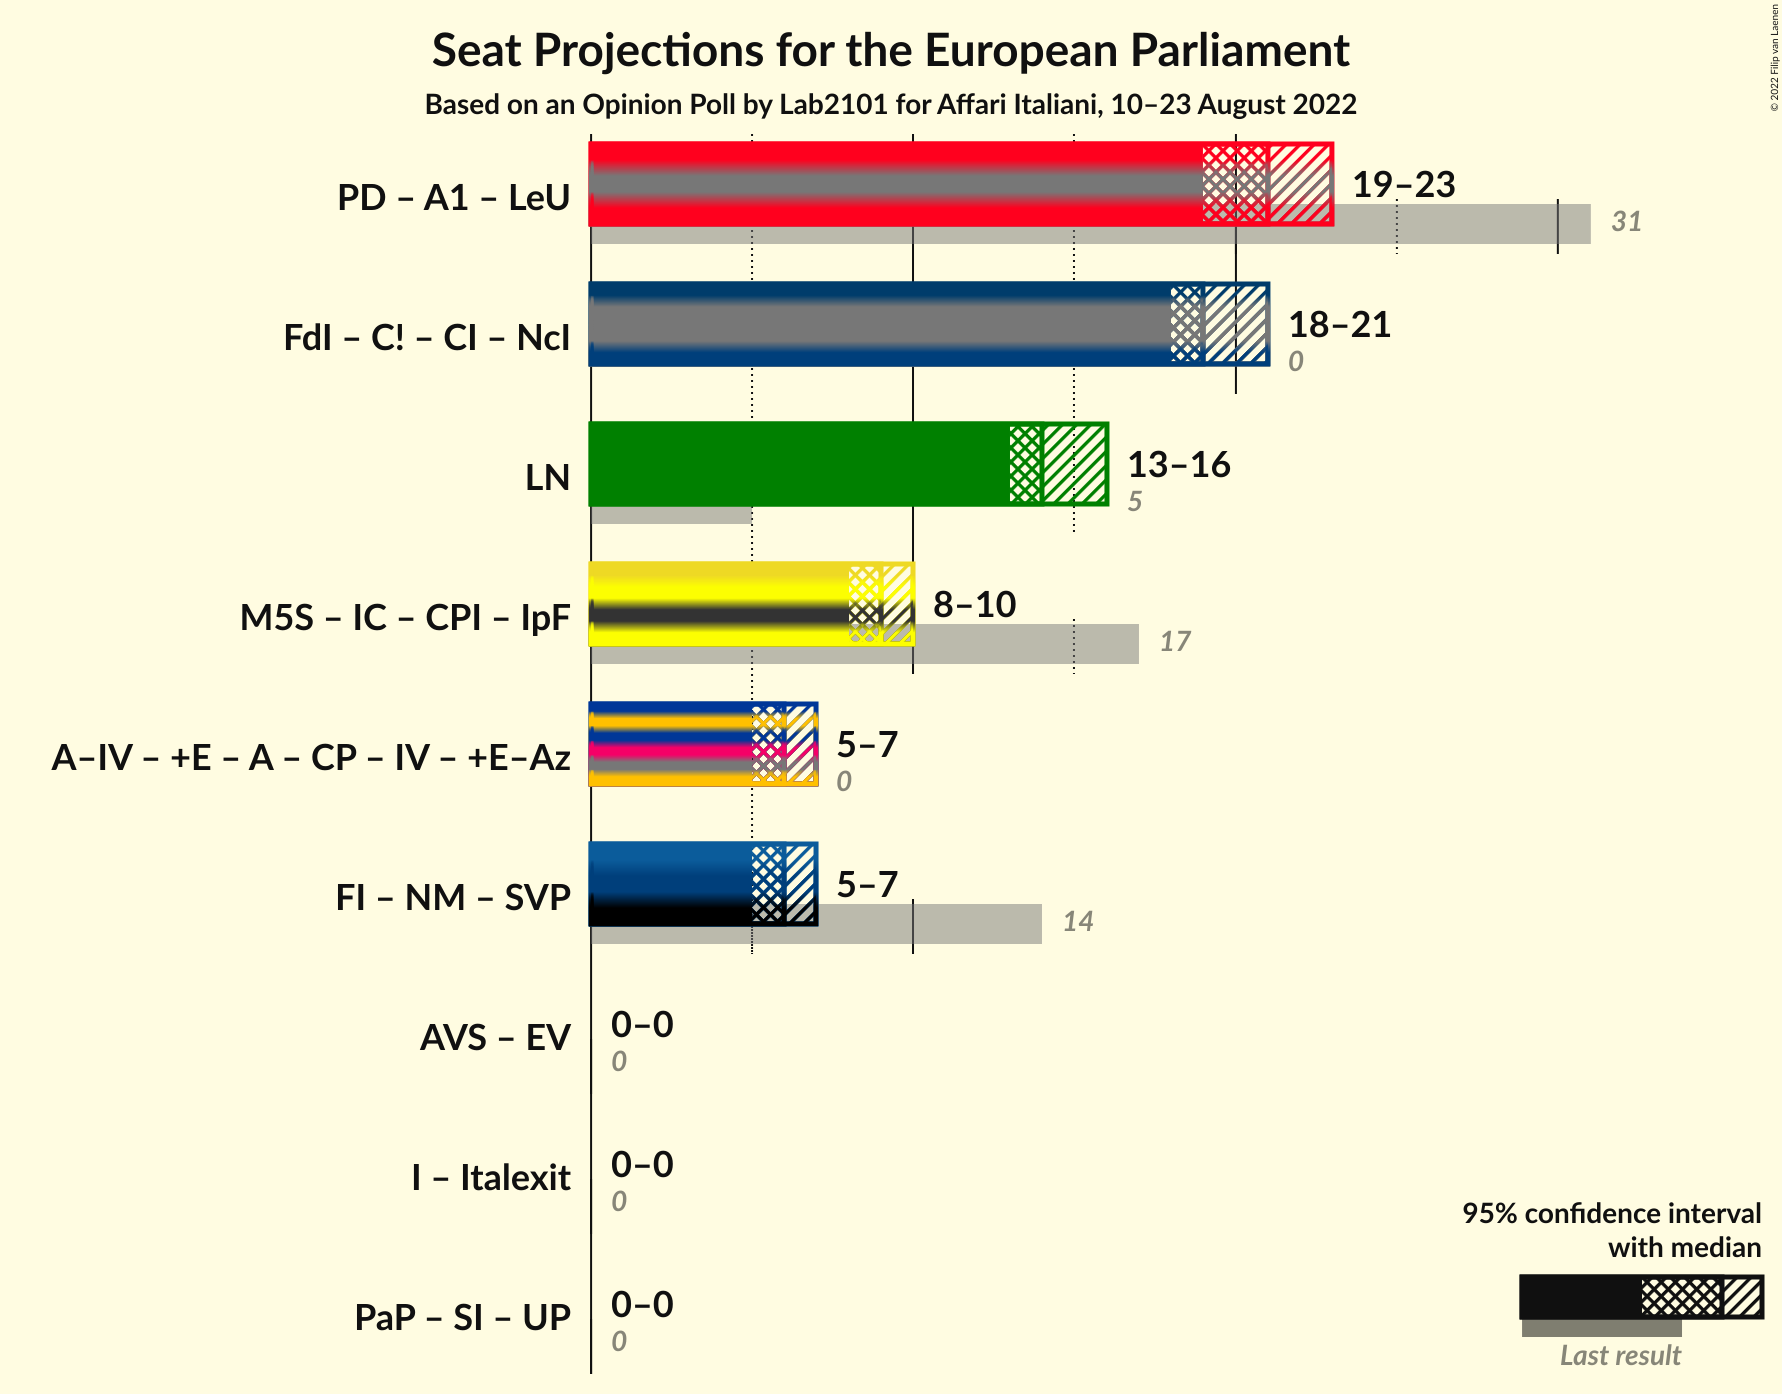 Seat Projections for the European Parliament
Based on an Opinion Poll by Lab2101 for Affari Italiani, 10–23 August 2022
© 2022 Filip van Laenen
PD – A1 – LeU
19–23
31
FdI – C! – CI – NcI
18–21
0
LN
13–16
5
M5S – IC – CPI – IpF
8–10
17
A–IV – +E – A – CP – IV – +E–Az
5–7
0
FI – NM – SVP
5–7
14
AVS – EV
0–0
0
I – Italexit
0–0
0
PaP – SI – UP
0–0
0
95% confidence interval
with median
Last result